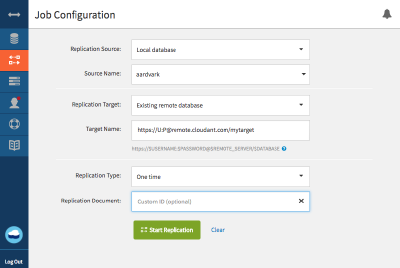 Job Configuration
Replication Source:
Local database
Source Name:
aardvark
Replication Target:
Existing remote database
Target Name:
https://U:P@remote.cloudant.com/mytarget
https://$USERNAME:$PASSWORD@$REMOTE_SERVER/$DATABASE
Replication Type:
One time
Replication Document:
Custom ID (optional)
Start Replication
Clear
Log Out